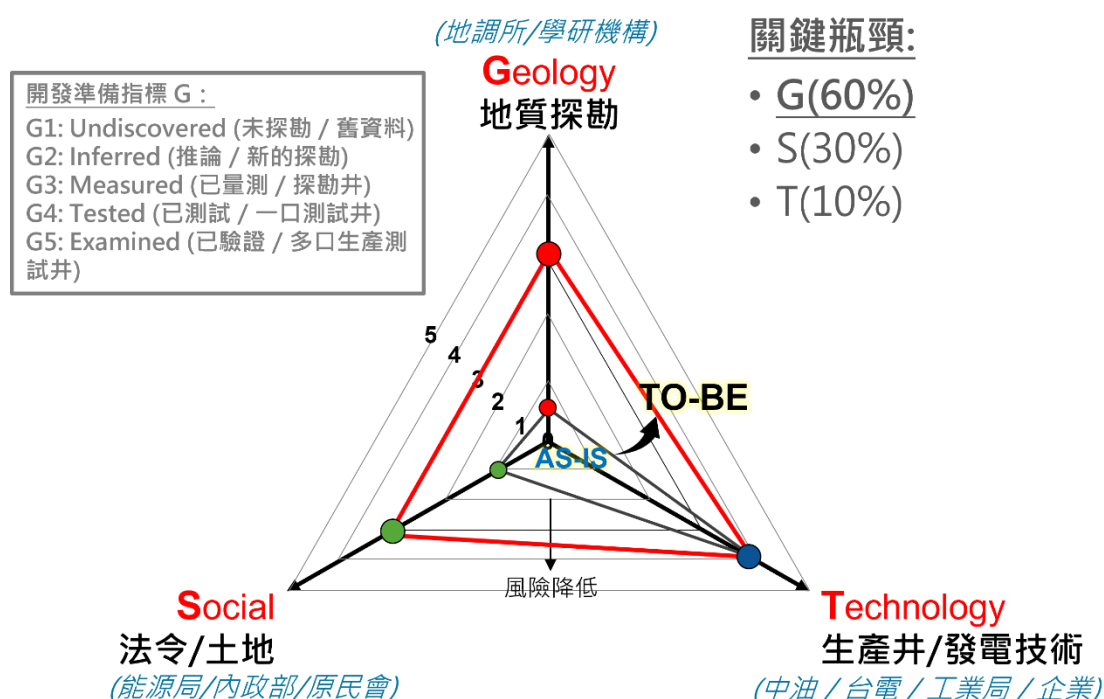 (地調所/學研機構)
Geology
地質探勘
關鍵瓶頸:
• G(60%)
• S(30%)
• T(10%)
開發準備指標 G：
G1: Undiscovered (未探勘 / 舊資料)
G2: Inferred (推論 / 新的探勘)
G3: Measured (已量測 / 探勘井)
G4: Tested (已測試 / 一口測試井)
G5: Examined (已驗證 / 多口生產測
試井)
5
4
3
2
1
0
TO-BE
AS-IS
風險降低
Social
法令/土地
(能源局/內政部/原民會)
Technology
生產井/發電技術
(中油 / 台電 / 工業局 / 企業)